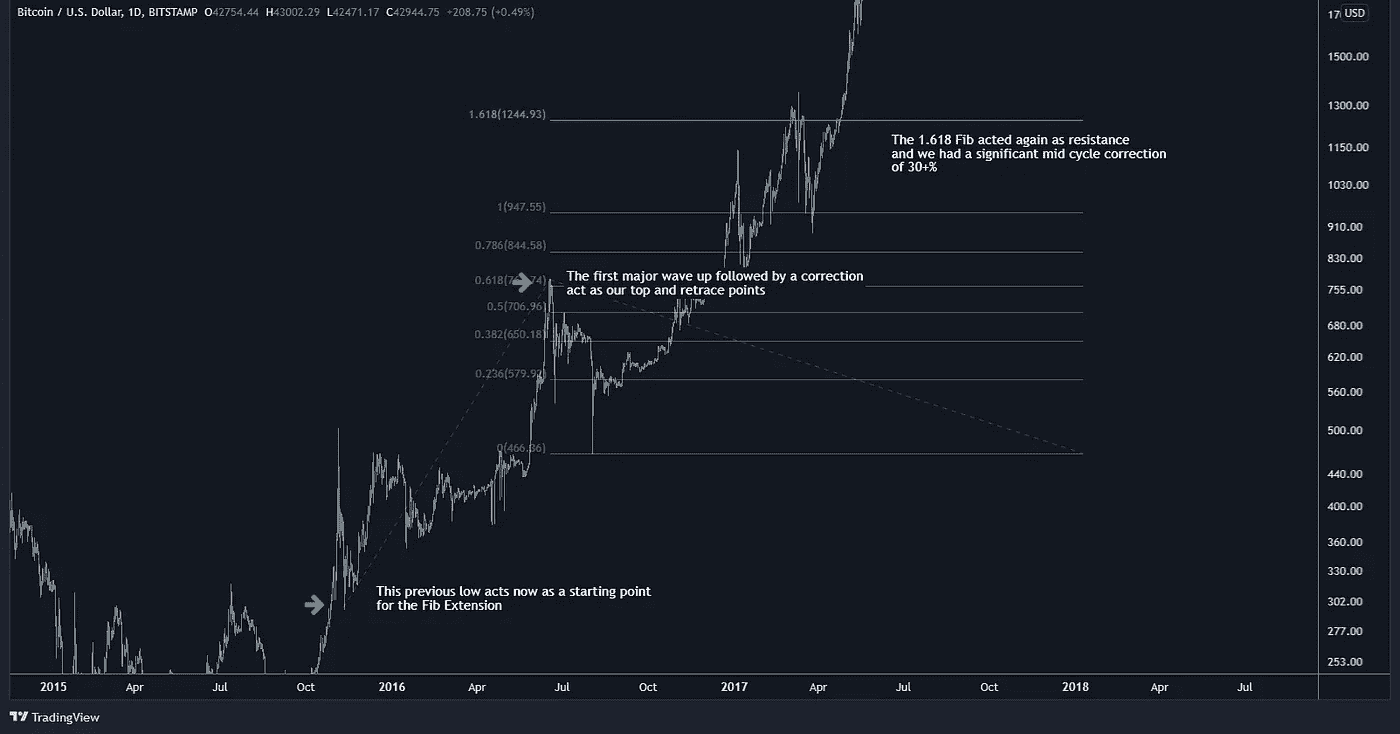 Bitcoin / U.S. Dollar, 1D, BITSTAMP O42754.44 H43002.29 L42471.17 C42944.75 +208.75 (+0.49%)
USD
1500.00
1.618(1244.93)
1300.00
The 1.618 Fib acted again as resistance
and we had a significant mid cycle correction
of 30+%
1150.00
1030.00
1(947.55)
910.00
0.786(844.58)
830.00
The first major wave up followed by a correction
act as our top and retrace points
755.00
0.5(706.96)
680.00
0.382(650.18)
620.00
560.00
500.00
0(466.36)
440.00
400.00
360.00
330.00
This previous low acts now as a starting point
for the Fib Extension
302.00
277.00
253.00
2015 Apr Jul Oct 2016 Apr Jul Oct 2017 Apr Jul Oct 2018 Apr Jul
TradingView